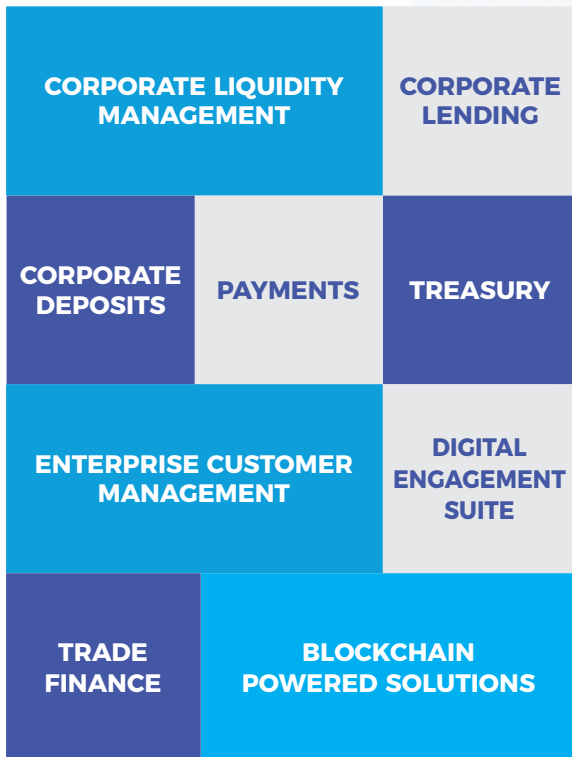 CORPORATE LIQUIDITY
MANAGEMENT
CORPORATE
LENDING
CORPORATE
DEPOSITS
PAYMENTS
TREASURY
ENTERPRISE CUSTOMER
MANAGEMENT
DIGITAL
ENGAGEMENT
SUITE
TRADE
FINANCE
BLOCKCHAIN
POWERED SOLUTIONS